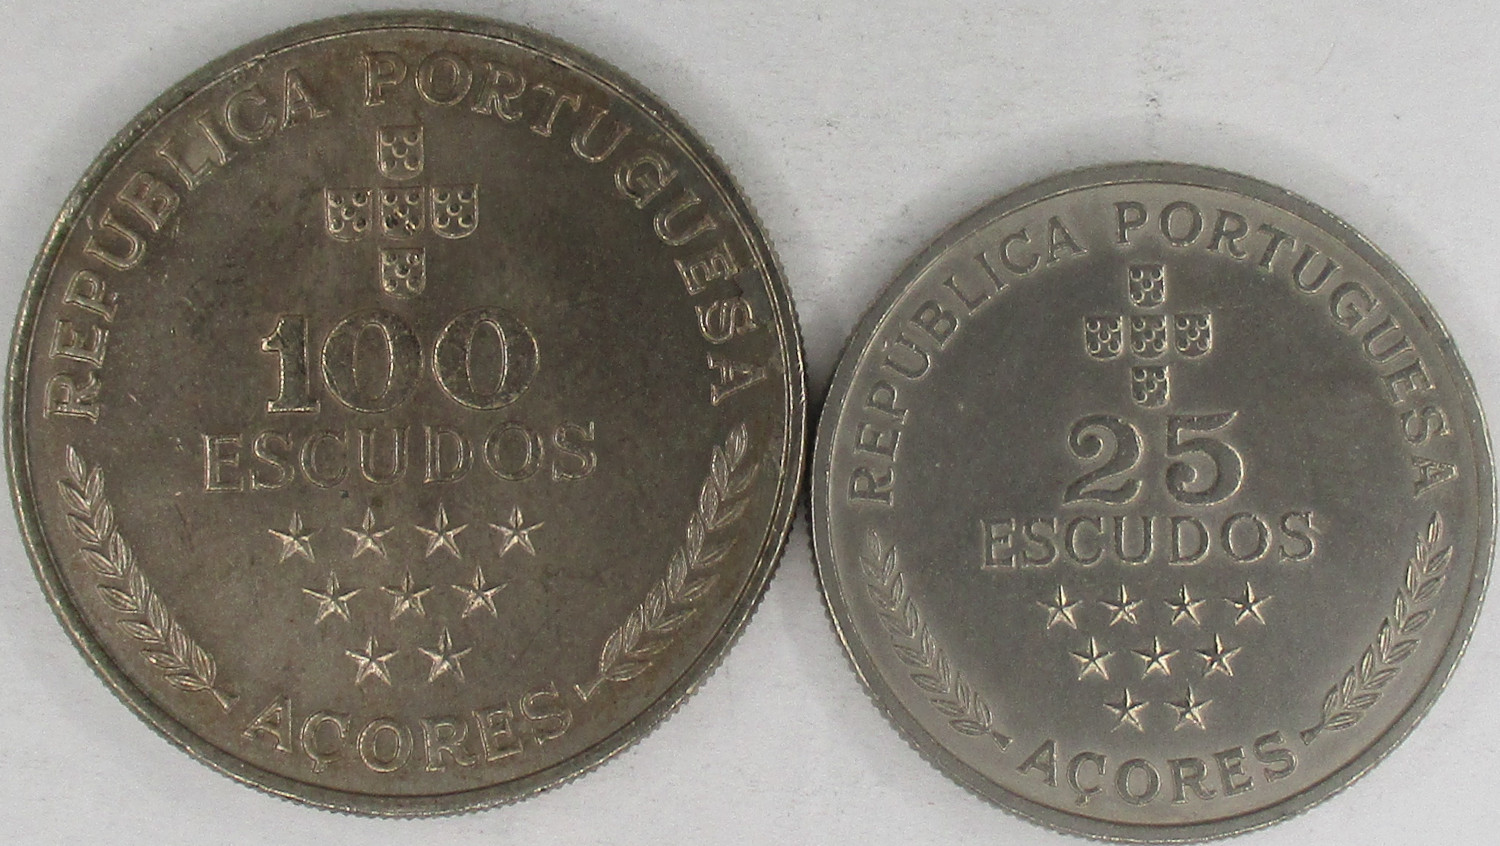 REPÚBLICA PORTUGUESA
100
ESCUDOS
AÇORES
REPÚBLICA PORTUGUESA
25
ESCUDOS
AÇORES